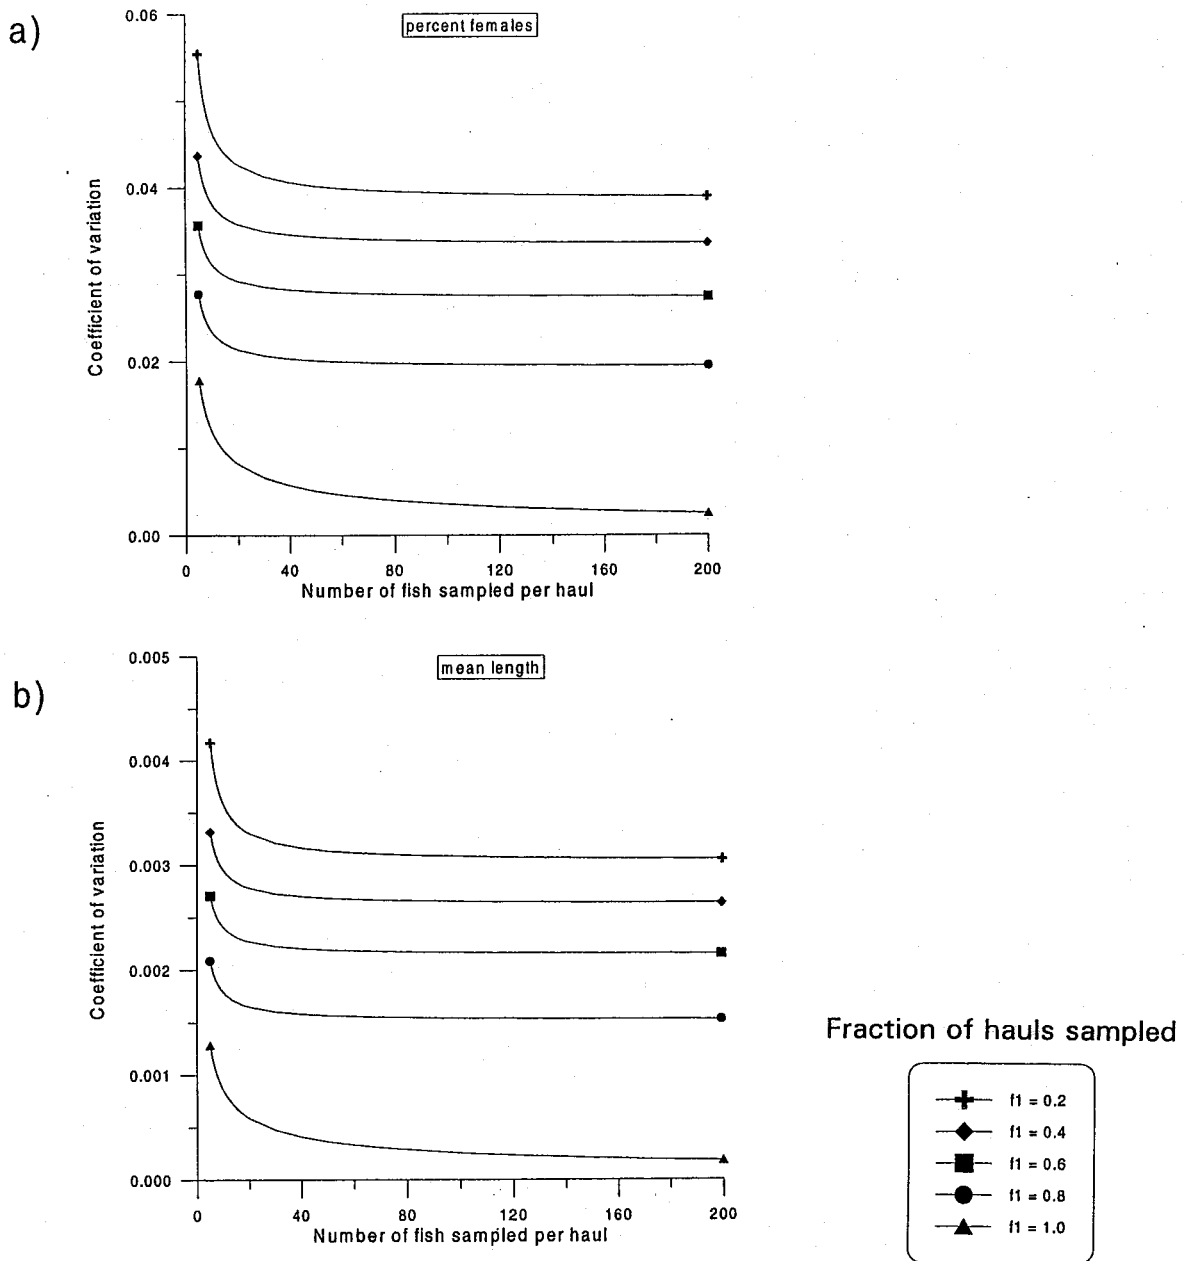 a)
percent females
0.06
0.04
0.02
0.00
Coefficient of variation
0 40 80 120 160 200
Number of fish sampled per haul
b)
mean length
0.005
0.004
0.003
0.002
0.001
0.000
Coefficient of variation
0 40 80 120 160 200
Number of fish sampled per haul
Fraction of hauls sampled
f1 = 0.2
f1 = 0.4
f1 = 0.6
f1 = 0.8
f1 = 1.0